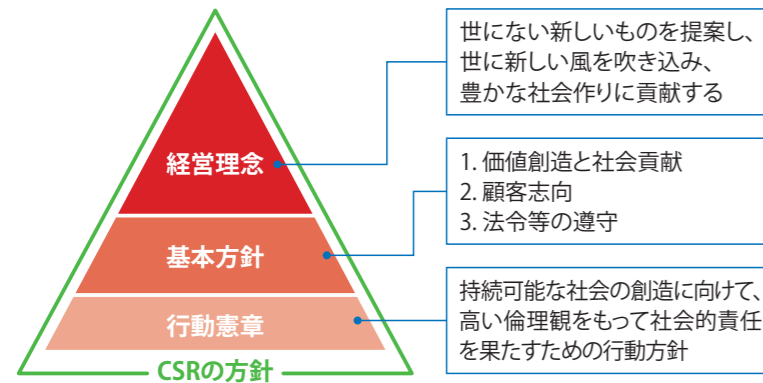 経営理念
世にない新しいものを提案し、
世に新しい風を吹き込み、
豊かな社会作りに貢献する
基本方針
1. 価値創造と社会貢献
2. 顧客志向
3. 法令等の遵守
行動憲章
持続可能な社会の創造に向けて、
高い倫理観をもって社会的責任
を果たすための行動方針
CSRの方針